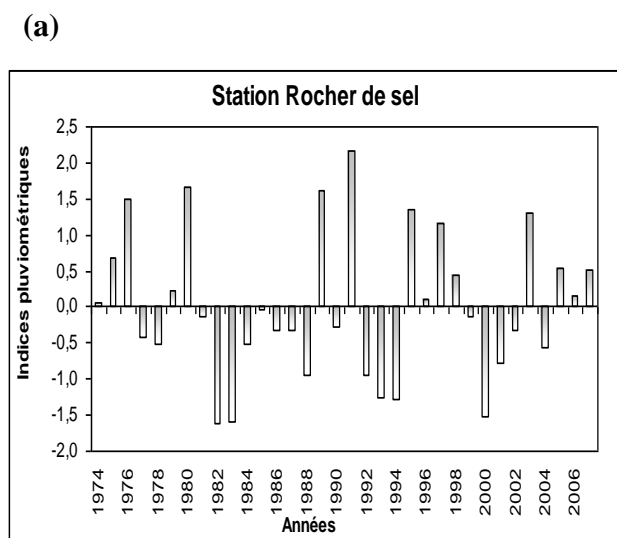 (a)
Station Rocher de sel
Indices pluviométriques
2,5
2,0
1,5
1,0
0,5
0,0
-0,5
-1,0
-1,5
-2,0
1974 1976 1978 1980 1982 1984 1986 1988 1990 1992 1994 1996 1998 2000 2002 2004 2006
Années